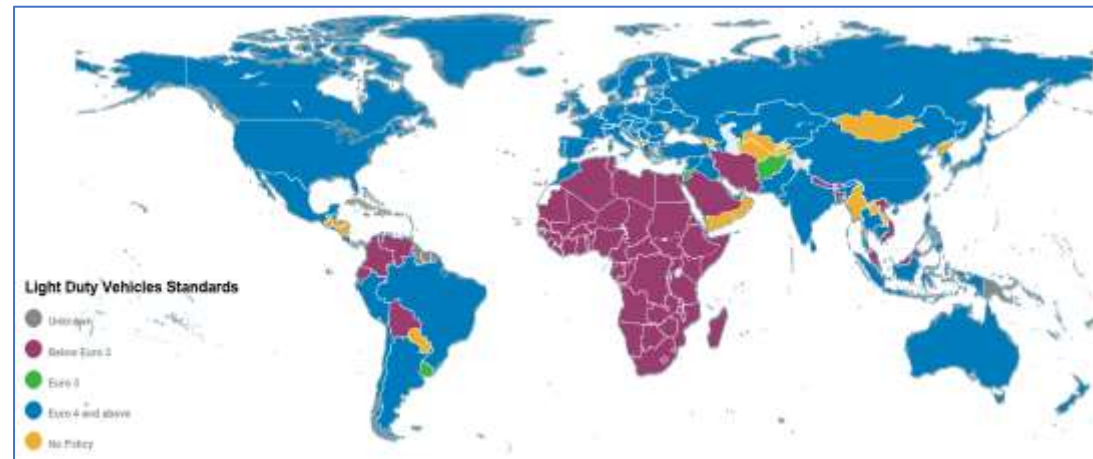 Light Duty Vehicles Standards
Unknown
Below Euro 3
Euro 3
Euro 4 and above
No Policy